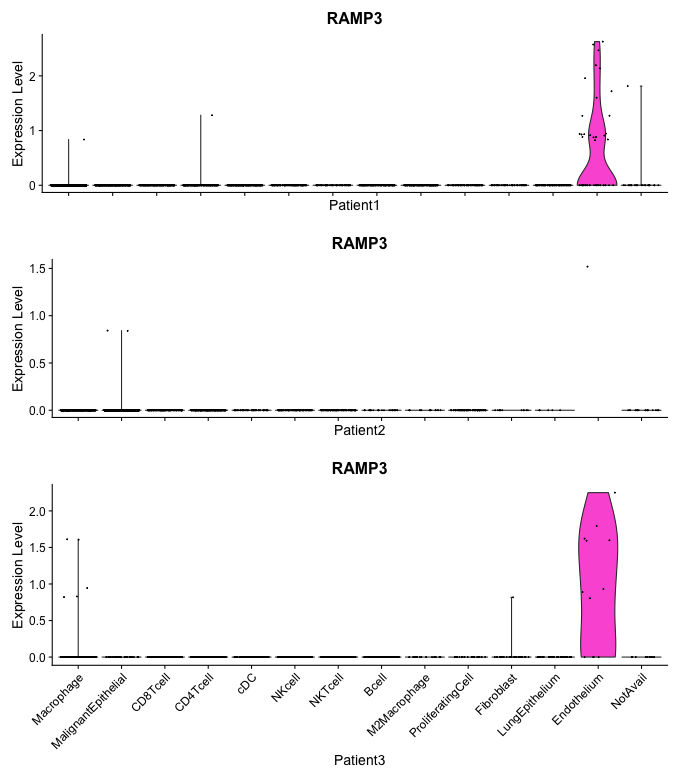 RAMP3
Expression Level
2
1
0
Patient1
RAMP3
Expression Level
1.5
1.0
0.5
0.0
Patient2
RAMP3
Expression Level
2.0
1.5
1.0
0.5
0.0
Macrophage
MalignantEpithelial
CD8Tcell
CD4Tcell
cDC
NKcell
NKTcell
Bcell
M2Macrophage
ProliferatingCell
Fibroblast
LungEpithelium
Endothelium
NotAvail
Patient3